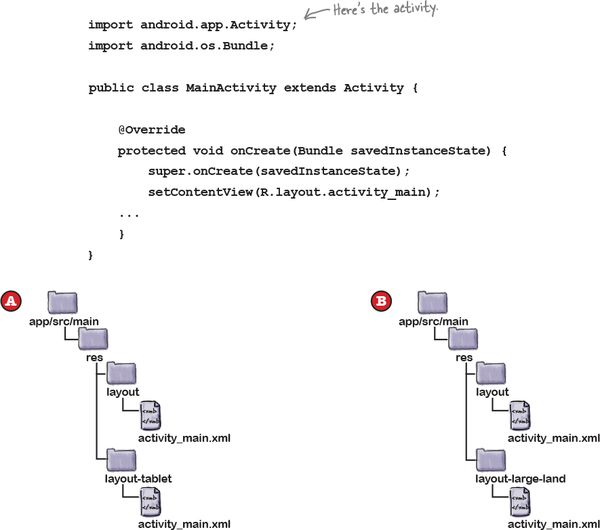 import android.app.Activity; Here's the activity.
import android.os.Bundle;
public class MainActivity extends Activity {
@Override
protected void onCreate(Bundle savedInstanceState) {
super.onCreate(savedInstanceState);
setContentView(R.layout.activity_main);
...
}
}
A
app/src/main
res
layout
<xml>
</xml>
activity_main.xml
layout-tablet
<xml>
</xml>
activity_main.xml
B
app/src/main
res
layout
<xml>
</xml>
activity_main.xml
layout-large-land
<xml>
</xml>
activity_main.xml